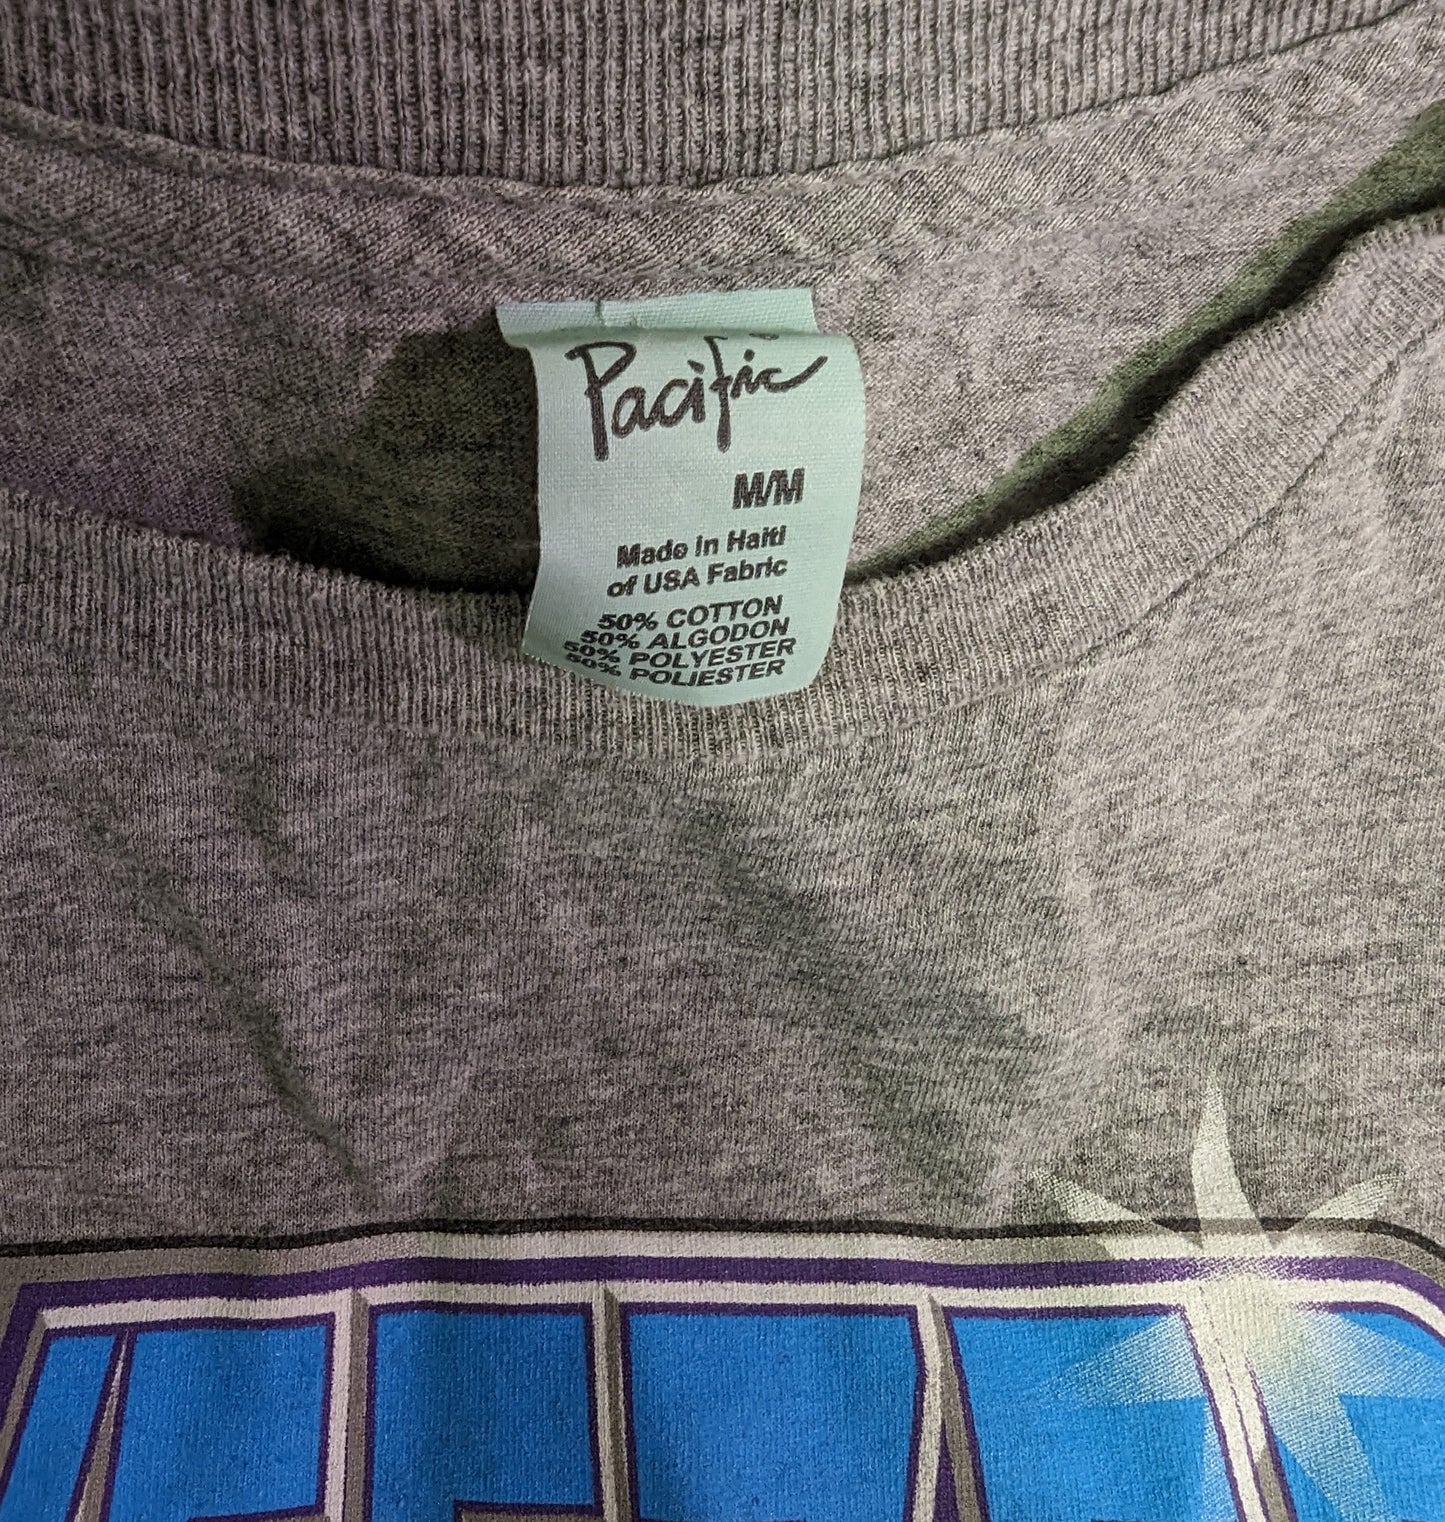 Pacific
M/M
Made in Haiti
of USA Fabric
50% COTTON
50% ALGODON
50% POLYESTER
50% POLIESTER